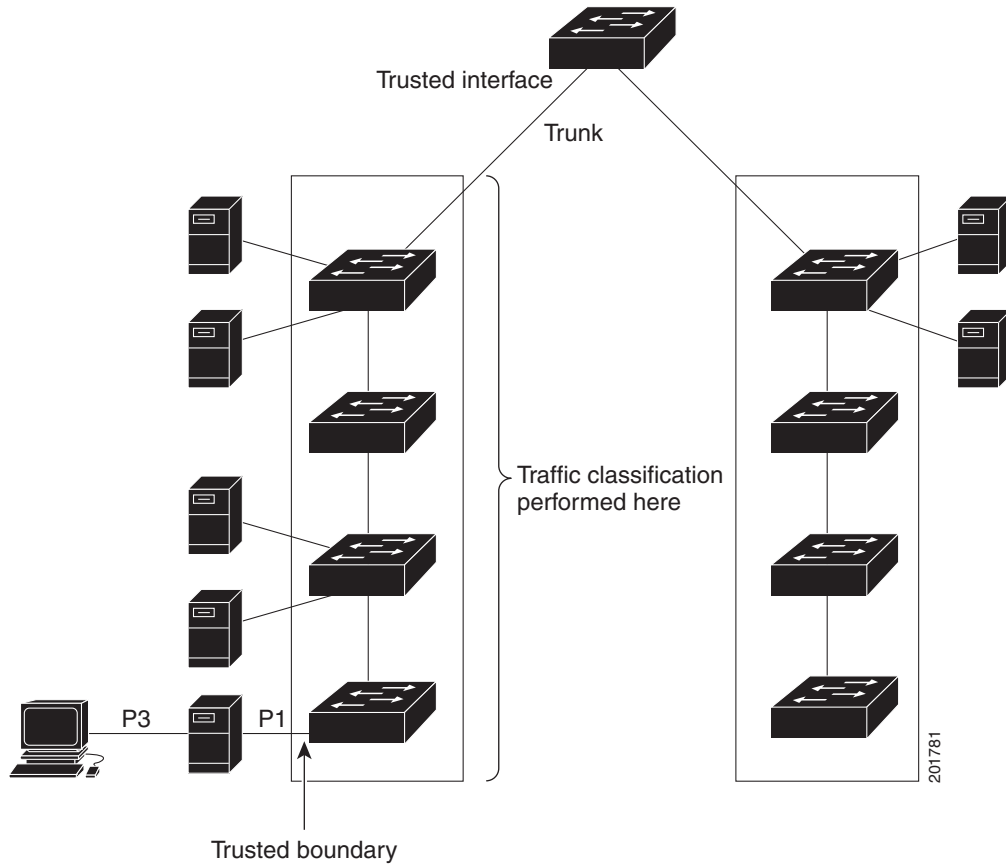 Trusted interface
Trunk
Traffic classification
performed here
P3
P1
201781
Trusted boundary